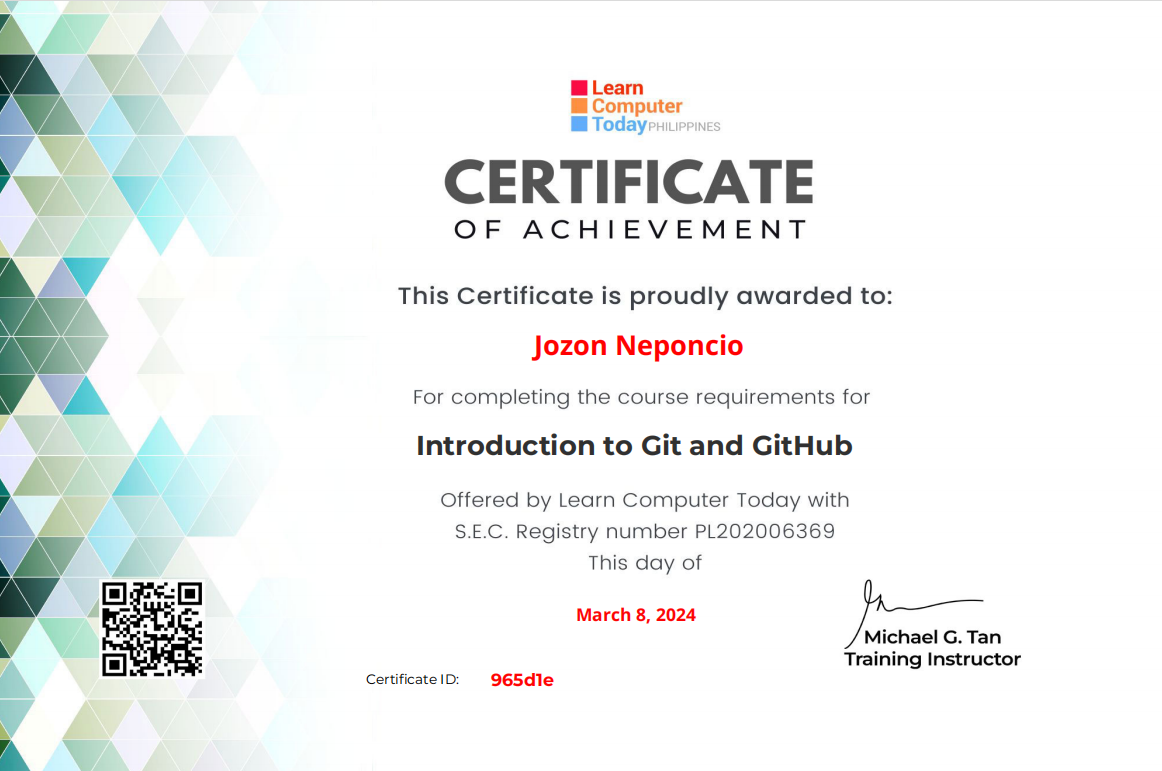 Learn
Computer
Today PHILIPPINES
CERTIFICATE
OF ACHIEVEMENT
This Certificate is proudly awarded to:
Jozon Neponcio
For completing the course requirements for
Introduction to Git and GitHub
Offered by Learn Computer Today with
S.E.C. Registry number PL202006369
This day of
March 8, 2024
Michael G. Tan
Training Instructor
Certificate ID: 965d1e